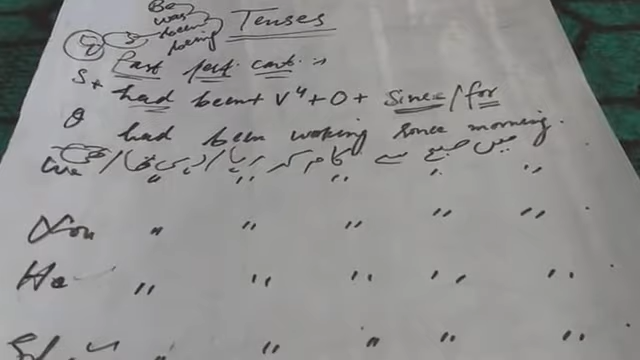 Be
was
been
being
Tenses
Past perf. cont. :
S + had been + V4 + O + Since / for
I had been working since morning.
میں صبح سے کام کر رہا / رہی تھا /
We " " " " "
You " " " " "
He " " " " "
" " " " "